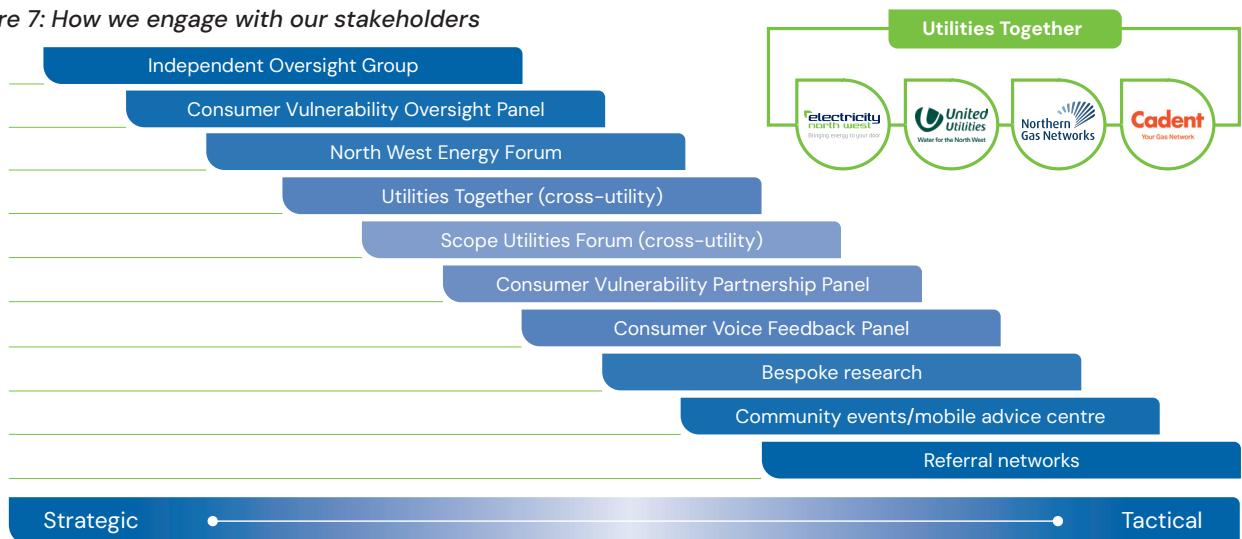 re 7: How we engage with our stakeholders
Utilities Together
Independent Oversight Group
Consumer Vulnerability Oversight Panel
North West Energy Forum
Utilities Together (cross-utility)
Scope Utilities Forum (cross-utility)
Consumer Vulnerability Partnership Panel
Consumer Voice Feedback Panel
Bespoke research
Community events/mobile advice centre
Referral networks
electricity
north west
Bringing energy to your door
United
Utilities
Water for the North West
Northern
Gas Networks
Cadent
Your Gas Network
Strategic
Tactical